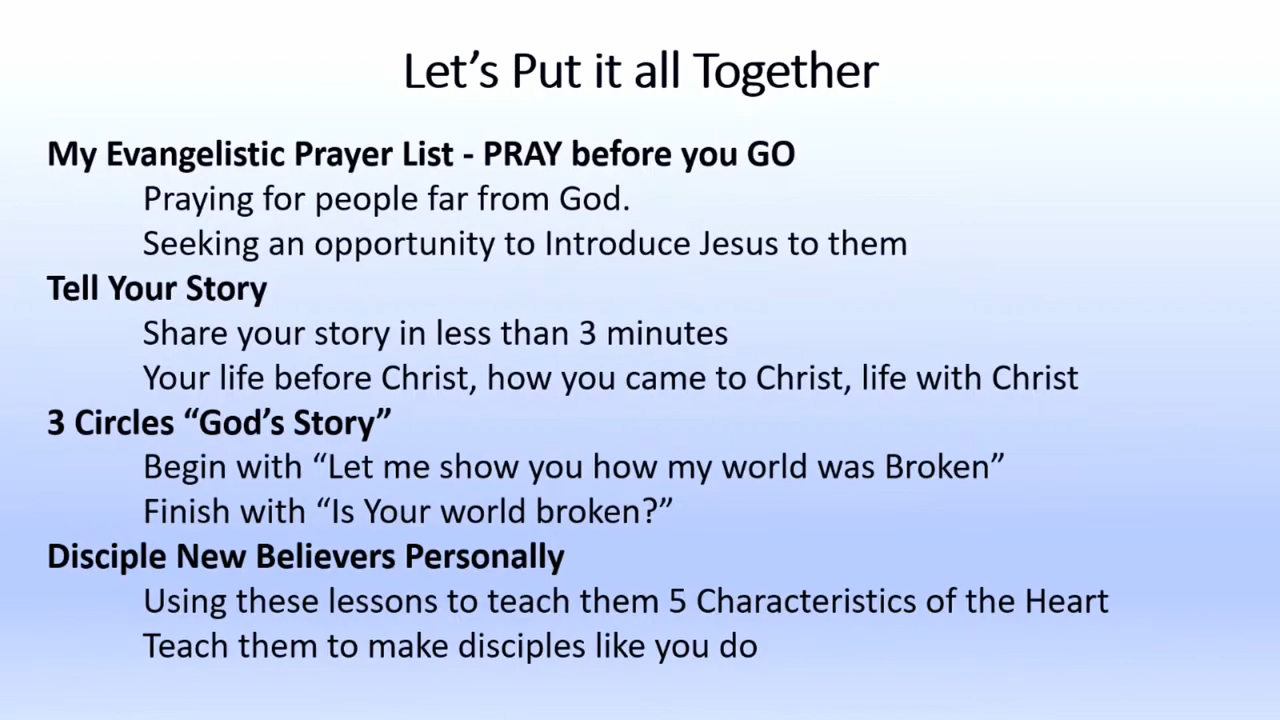 Let’s Put it all Together
My Evangelistic Prayer List - PRAY before you GO
Praying for people far from God.
Seeking an opportunity to Introduce Jesus to them
Tell Your Story
Share your story in less than 3 minutes
Your life before Christ, how you came to Christ, life with Christ
3 Circles “God’s Story”
Begin with “Let me show you how my world was Broken”
Finish with “Is Your world broken?”
Disciple New Believers Personally
Using these lessons to teach them 5 Characteristics of the Heart
Teach them to make disciples like you do